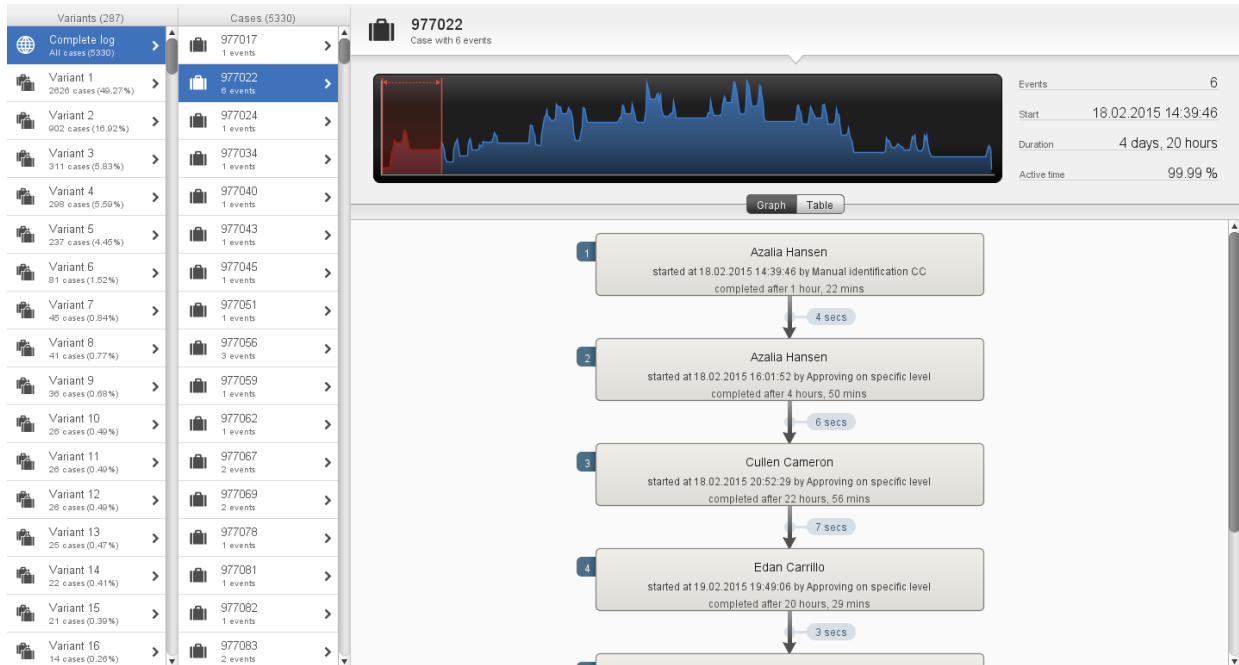 Variants (287)
Complete log
All cases (5330)
Variant 1
2626 cases (49.27%)
Variant 2
902 cases (16.92%)
Variant 3
311 cases (5.83%)
Variant 4
298 cases (5.59%)
Variant 5
237 cases (4.45%)
Variant 6
81 cases (1.52%)
Variant 7
45 cases (0.84%)
Variant 8
41 cases (0.77%)
Variant 9
36 cases (0.68%)
Variant 10
26 cases (0.49%)
Variant 11
26 cases (0.49%)
Variant 12
26 cases (0.49%)
Variant 13
25 cases (0.47%)
Variant 14
22 cases (0.41%)
Variant 15
21 cases (0.39%)
Variant 16
14 cases (0.26%)
Cases (5330)
977017
1 events
977022
6 events
977024
1 events
977034
1 events
977040
1 events
977043
1 events
977045
1 events
977051
1 events
977056
3 events
977059
1 events
977062
1 events
977067
2 events
977069
2 events
977078
1 events
977081
1 events
977082
1 events
977083
2 events
977022
Case with 6 events
Events 6
Start 18.02.2015 14:39:46
Duration 4 days, 20 hours
Active time 99.99 %
Graph Table
1
Azalia Hansen
started at 18.02.2015 14:39:46 by Manual identification CC
completed after 1 hour, 22 mins
4 secs
2
Azalia Hansen
started at 18.02.2015 16:01:52 by Approving on specific level
completed after 4 hours, 50 mins
6 secs
3
Cullen Cameron
started at 18.02.2015 20:52:29 by Approving on specific level
completed after 22 hours, 56 mins
7 secs
4
Edan Carrillo
started at 19.02.2015 19:49:06 by Approving on specific level
completed after 20 hours, 29 mins
3 secs